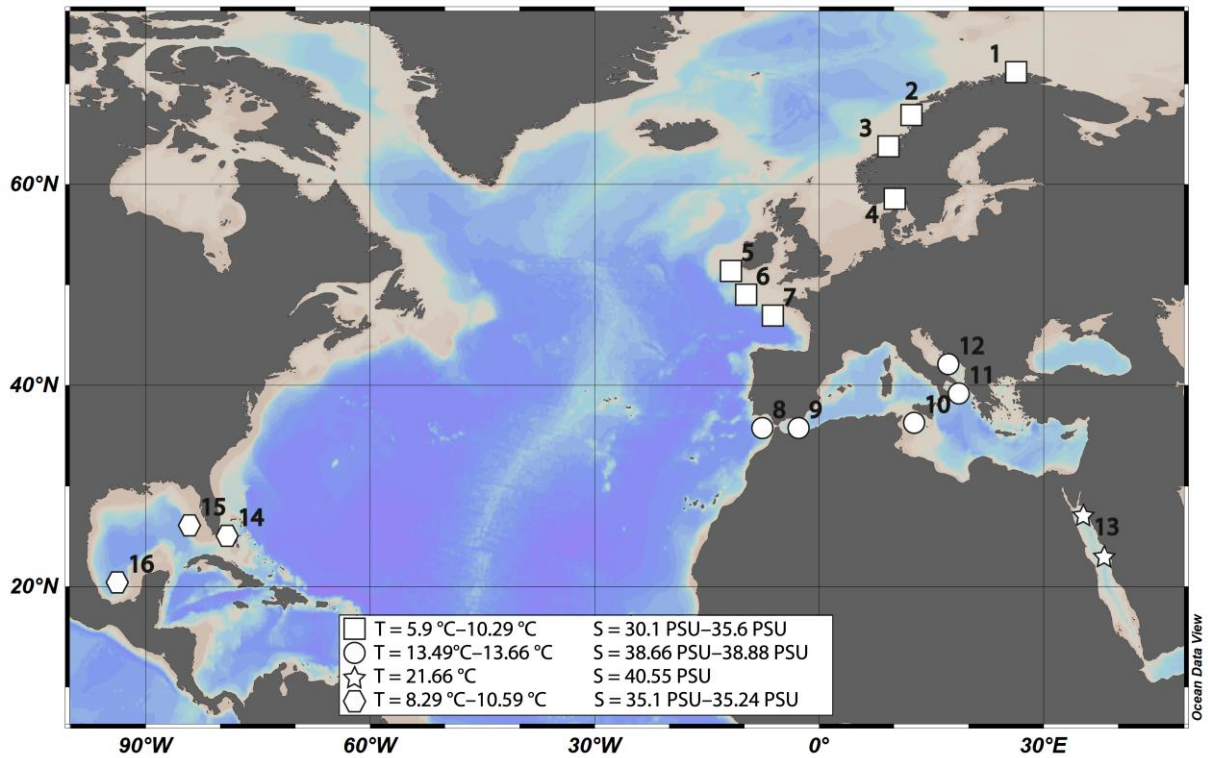 1
2
3
60°N
4
5
6
7
12
11
40°N
8
9
10
15
14
13
16
20°N
T = 5.9 °C–10.29 °C S = 30.1 PSU–35.6 PSU
T = 13.49°C–13.66 °C S = 38.66 PSU–38.88 PSU
T = 21.66 °C S = 40.55 PSU
T = 8.29 °C–10.59 °C S = 35.1 PSU–35.24 PSU
Ocean Data View
90°W 60°W 30°W 0° 30°E